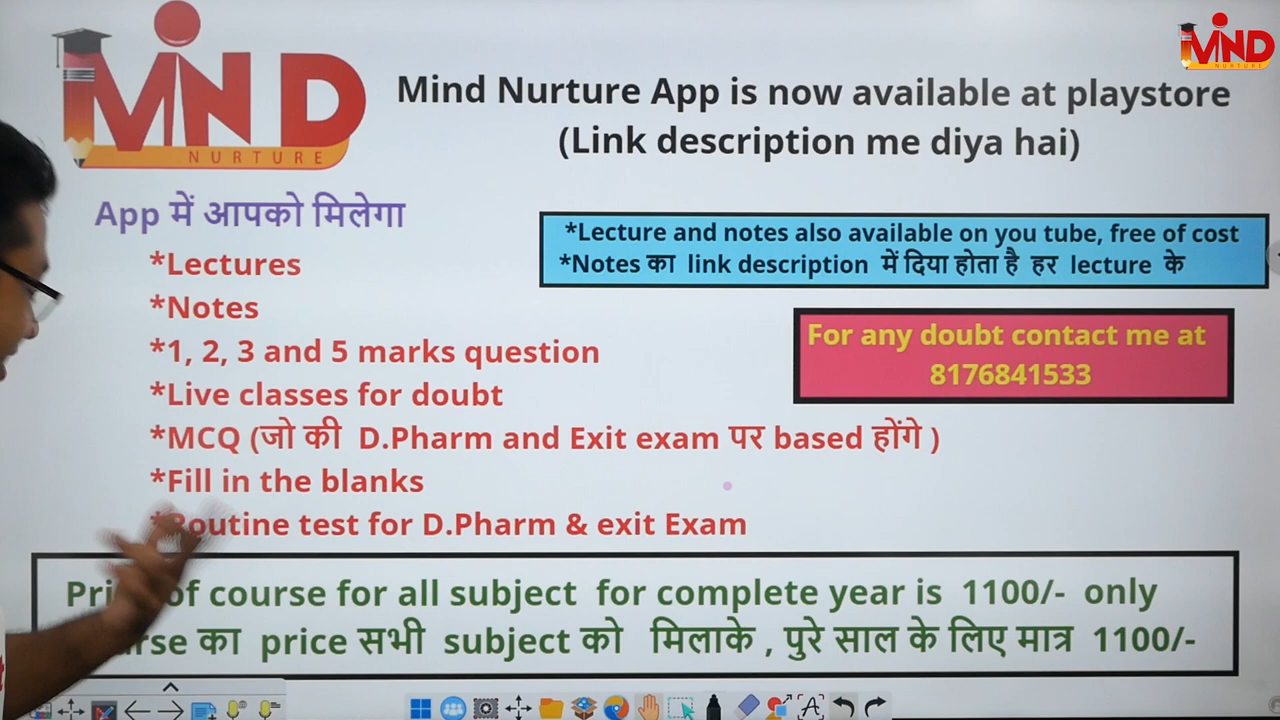 MIND
NURTURE
MIND
NURTURE
Mind Nurture App is now available at playstore
(Link description me diya hai)
App में आपको मिलेगा
*Lectures
*Notes
*1, 2, 3 and 5 marks question
*Live classes for doubt
*MCQ (जो की D.Pharm and Exit exam पर based होंगे )
*Fill in the blanks
*Routine test for D.Pharm & exit Exam
*Lecture and notes also available on you tube, free of cost
*Notes का link description में दिया होता है हर lecture के
For any doubt contact me at
8176841533
of course for all subject for complete year is 1100/- only
का price सभी subject को मिलाके , पुरे साल के लिए मात्र 1100/-